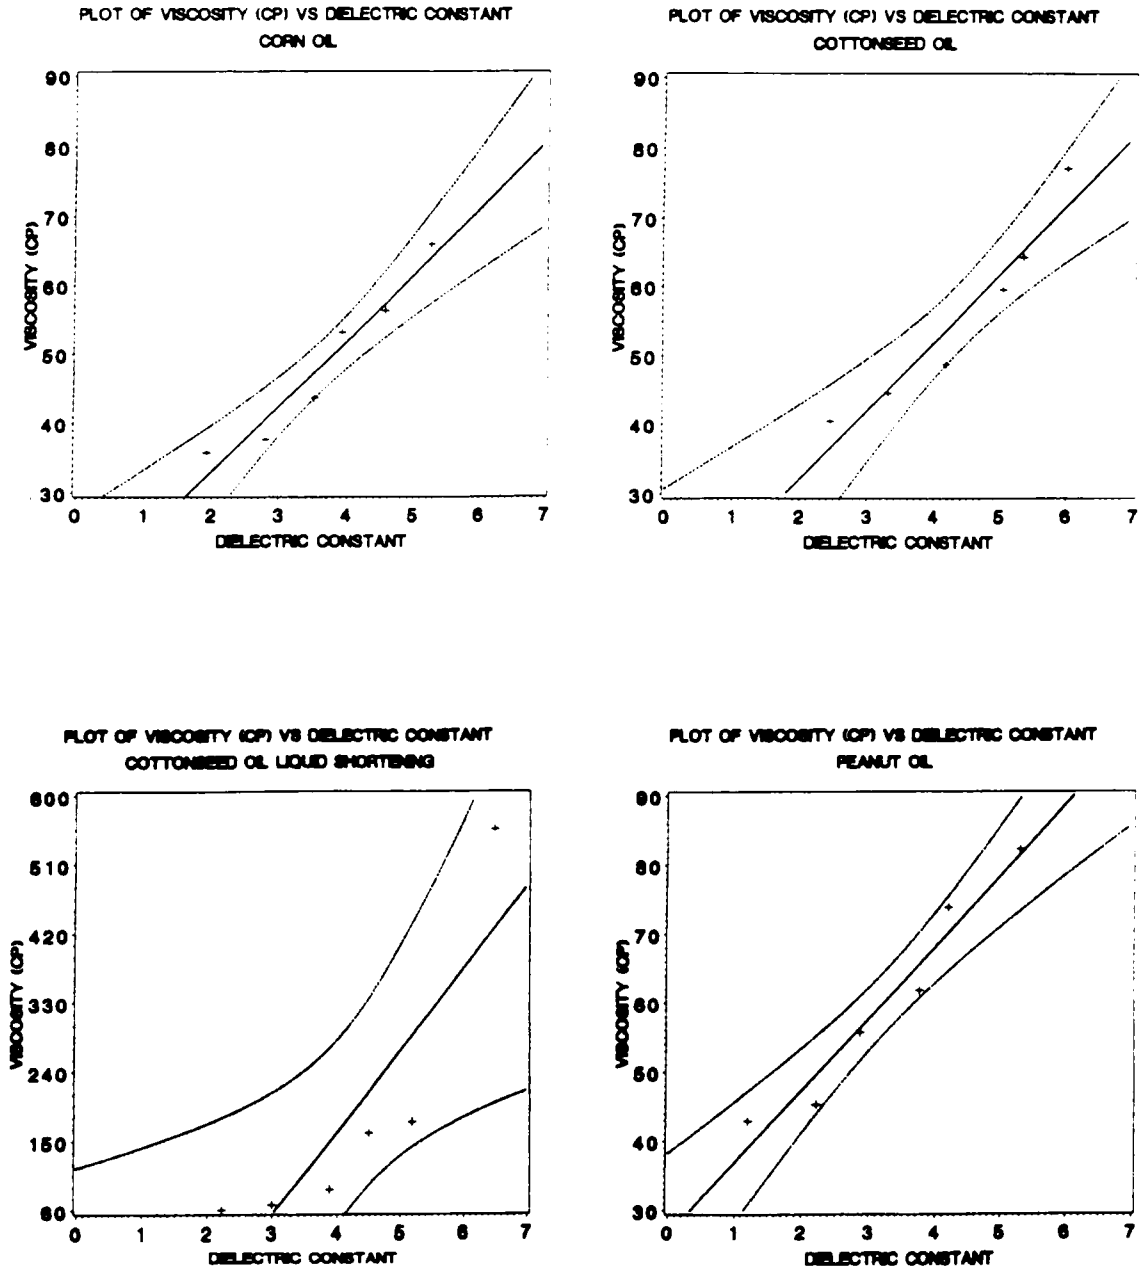 PLOT OF VISCOSITY (CP) VS DIELECTRIC CONSTANT
CORN OIL
90
80
70
60
50
40
30
VISCOSITY (CP)
0 1 2 3 4 5 6 7
DIELECTRIC CONSTANT
PLOT OF VISCOSITY (CP) VS DIELECTRIC CONSTANT
COTTONSEED OIL
90
80
70
60
50
40
30
VISCOSITY (CP)
0 1 2 3 4 5 6 7
DIELECTRIC CONSTANT
PLOT OF VISCOSITY (CP) VS DIELECTRIC CONSTANT
COTTONSEED OIL LIQUID SHORTENING
600
510
420
330
240
150
60
VISCOSITY (CP)
0 1 2 3 4 5 6 7
DIELECTRIC CONSTANT
PLOT OF VISCOSITY (CP) VS DIELECTRIC CONSTANT
PEANUT OIL
90
80
70
60
50
40
30
VISCOSITY (CP)
0 1 2 3 4 5 6 7
DIELECTRIC CONSTANT